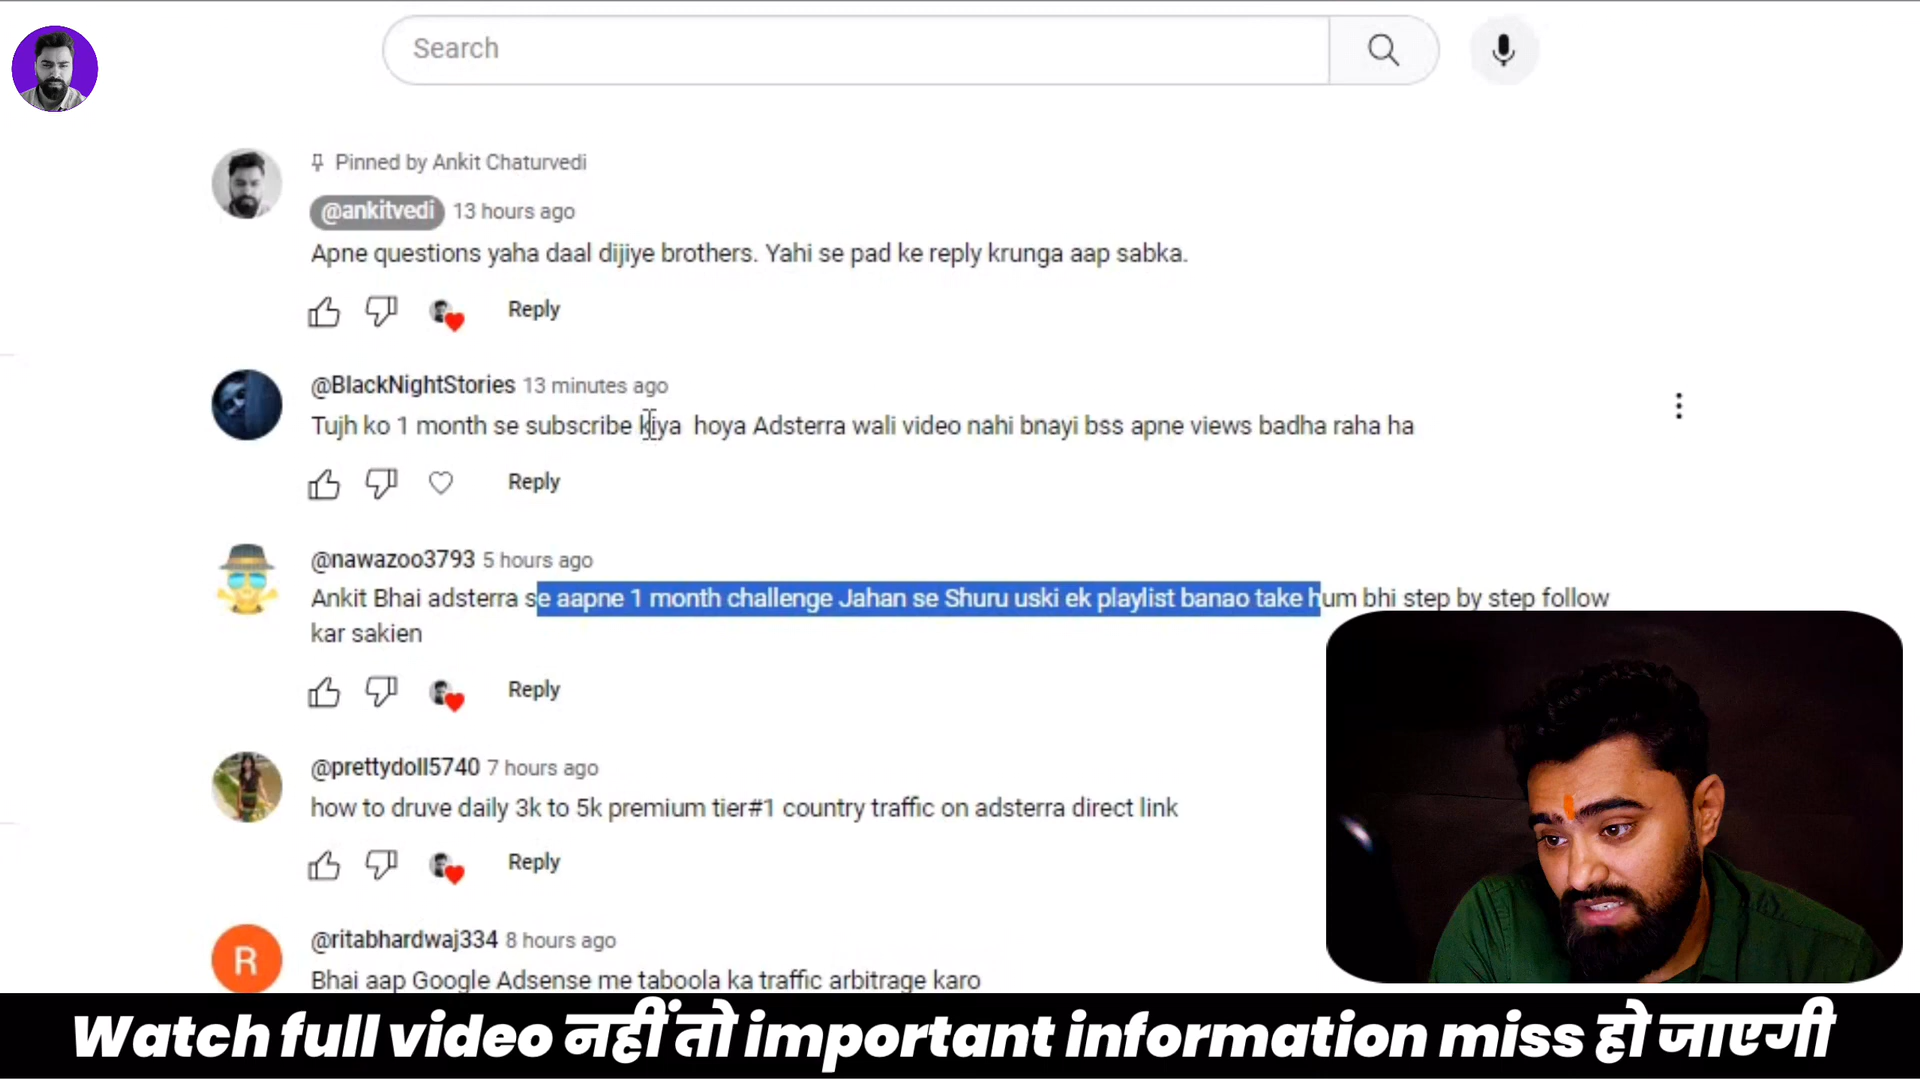 Search
Pinned by Ankit Chaturvedi
@ankitvedi 13 hours ago
Apne questions yaha daal dijiye brothers. Yahi se pad ke reply krunga aap sabka.
Reply
@BlackNightStories 13 minutes ago
Tujh ko 1 month se subscribe kiya hoya Adsterra wali video nahi bnayi bss apne views badha raha ha
Reply
@nawazoo3793 5 hours ago
Ankit Bhai adsterra se aapne 1 month challenge Jahan se Shuru uski ek playlist banao take hum bhi step by step follow
kar sakien
Reply
@prettydoll5740 7 hours ago
how to druve daily 3k to 5k premium tier#1 country traffic on adsterra direct link
Reply
R
@ritabhardwaj334 8 hours ago
Bhai aap Google Adsense me taboola ka traffic arbitrage karo
Watch full video नहीं तो important information miss हो जाएगी